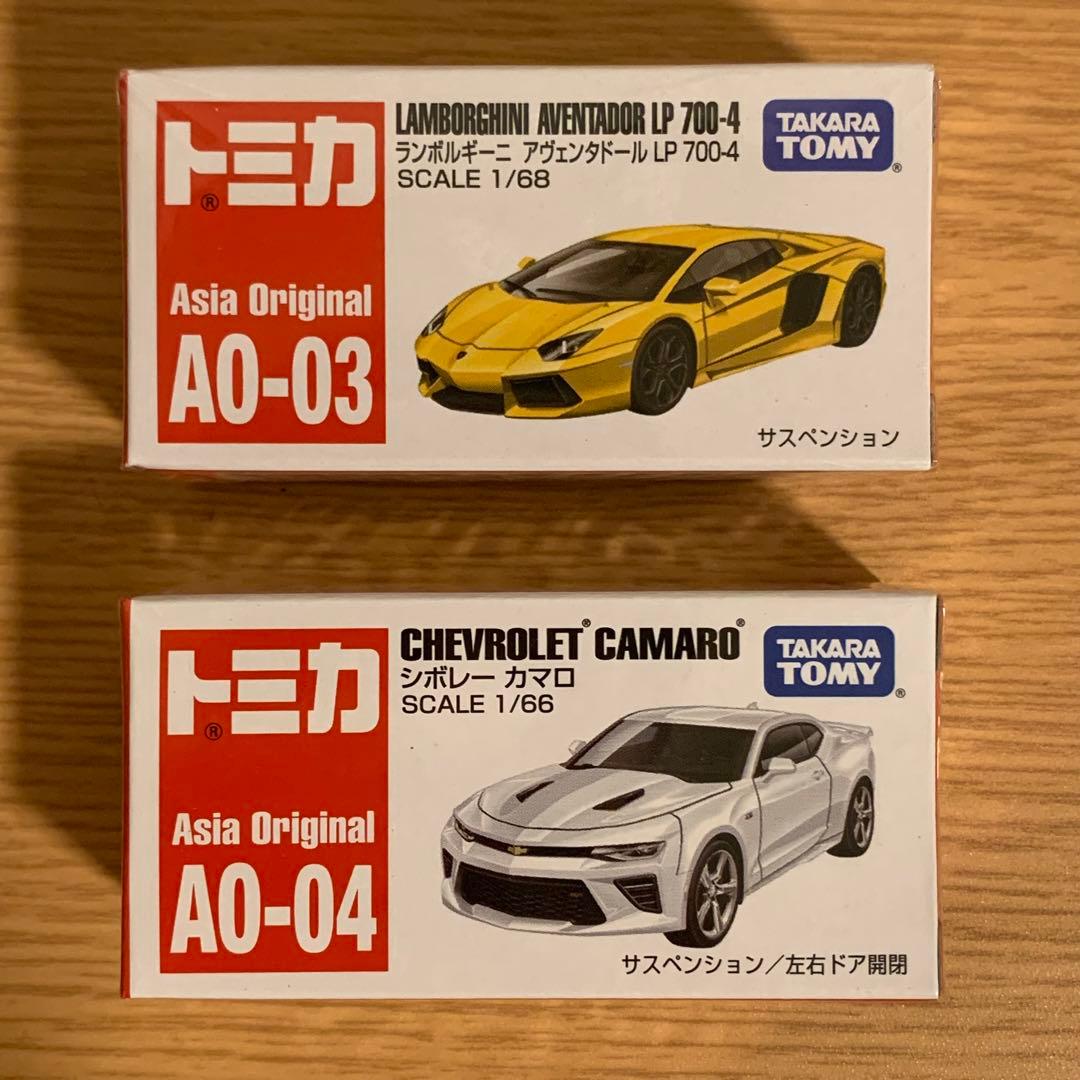 トミカ®
LAMBORGHINI AVENTADOR LP 700-4
ランボルギーニ アヴェンタドール LP 700-4
SCALE 1/68
TAKARA
TOMY®
Asia Original
AO-03
サスペンション
トミカ®
CHEVROLET® CAMARO®
シボレー カマロ
SCALE 1/66
TAKARA
TOMY®
Asia Original
AO-04
サスペンション/左右ドア開閉